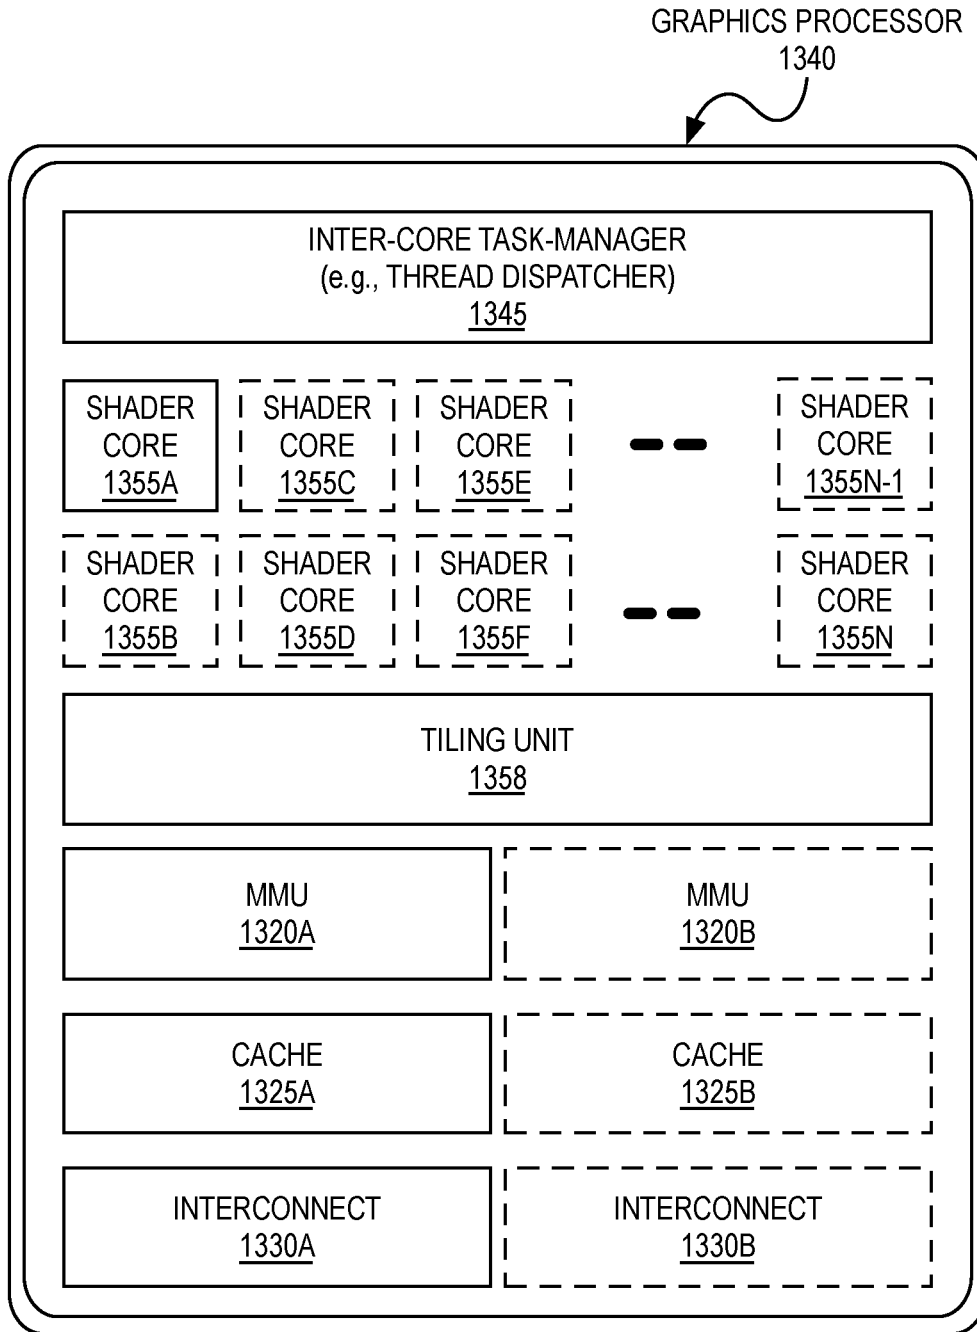 GRAPHICS PROCESSOR
1340
INTER-CORE TASK-MANAGER
(e.g., THREAD DISPATCHER)
1345
SHADER
CORE
1355A
SHADER
CORE
1355C
SHADER
CORE
1355E
SHADER
CORE
1355N-1
SHADER
CORE
1355B
SHADER
CORE
1355D
SHADER
CORE
1355F
SHADER
CORE
1355N
TILING UNIT
1358
MMU
1320A
MMU
1320B
CACHE
1325A
CACHE
1325B
INTERCONNECT
1330A
INTERCONNECT
1330B